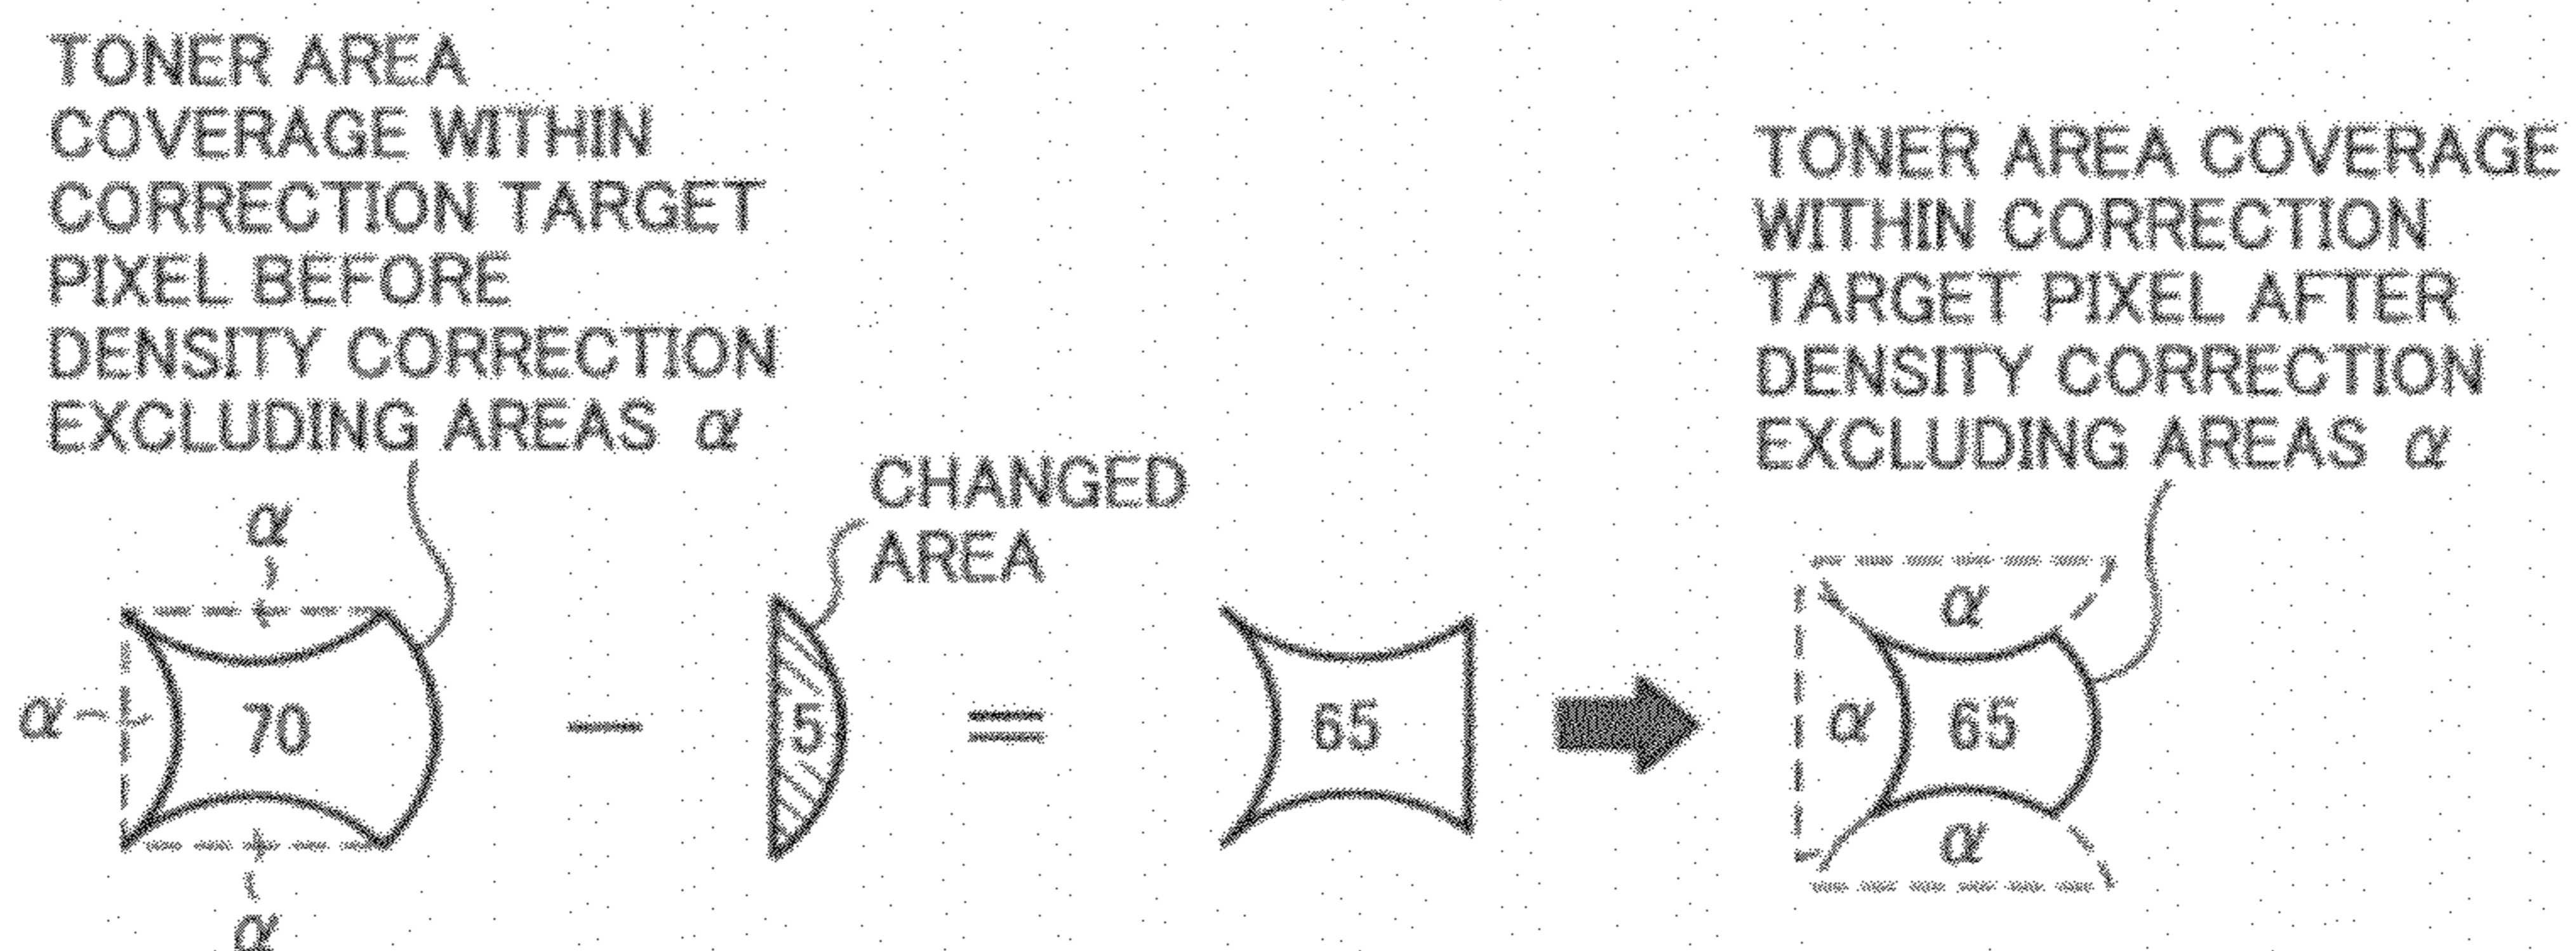 TONER AREA
COVERAGE WITHIN
CORRECTION TARGET
PIXEL BEFORE
DENSITY CORRECTION
EXCLUDING AREAS α
CHANGED
AREA
TONER AREA COVERAGE
WITHIN CORRECTION
TARGET PIXEL AFTER
DENSITY CORRECTION
EXCLUDING AREAS α
α
α
α
70
—
5
=
65
α
α
α
65